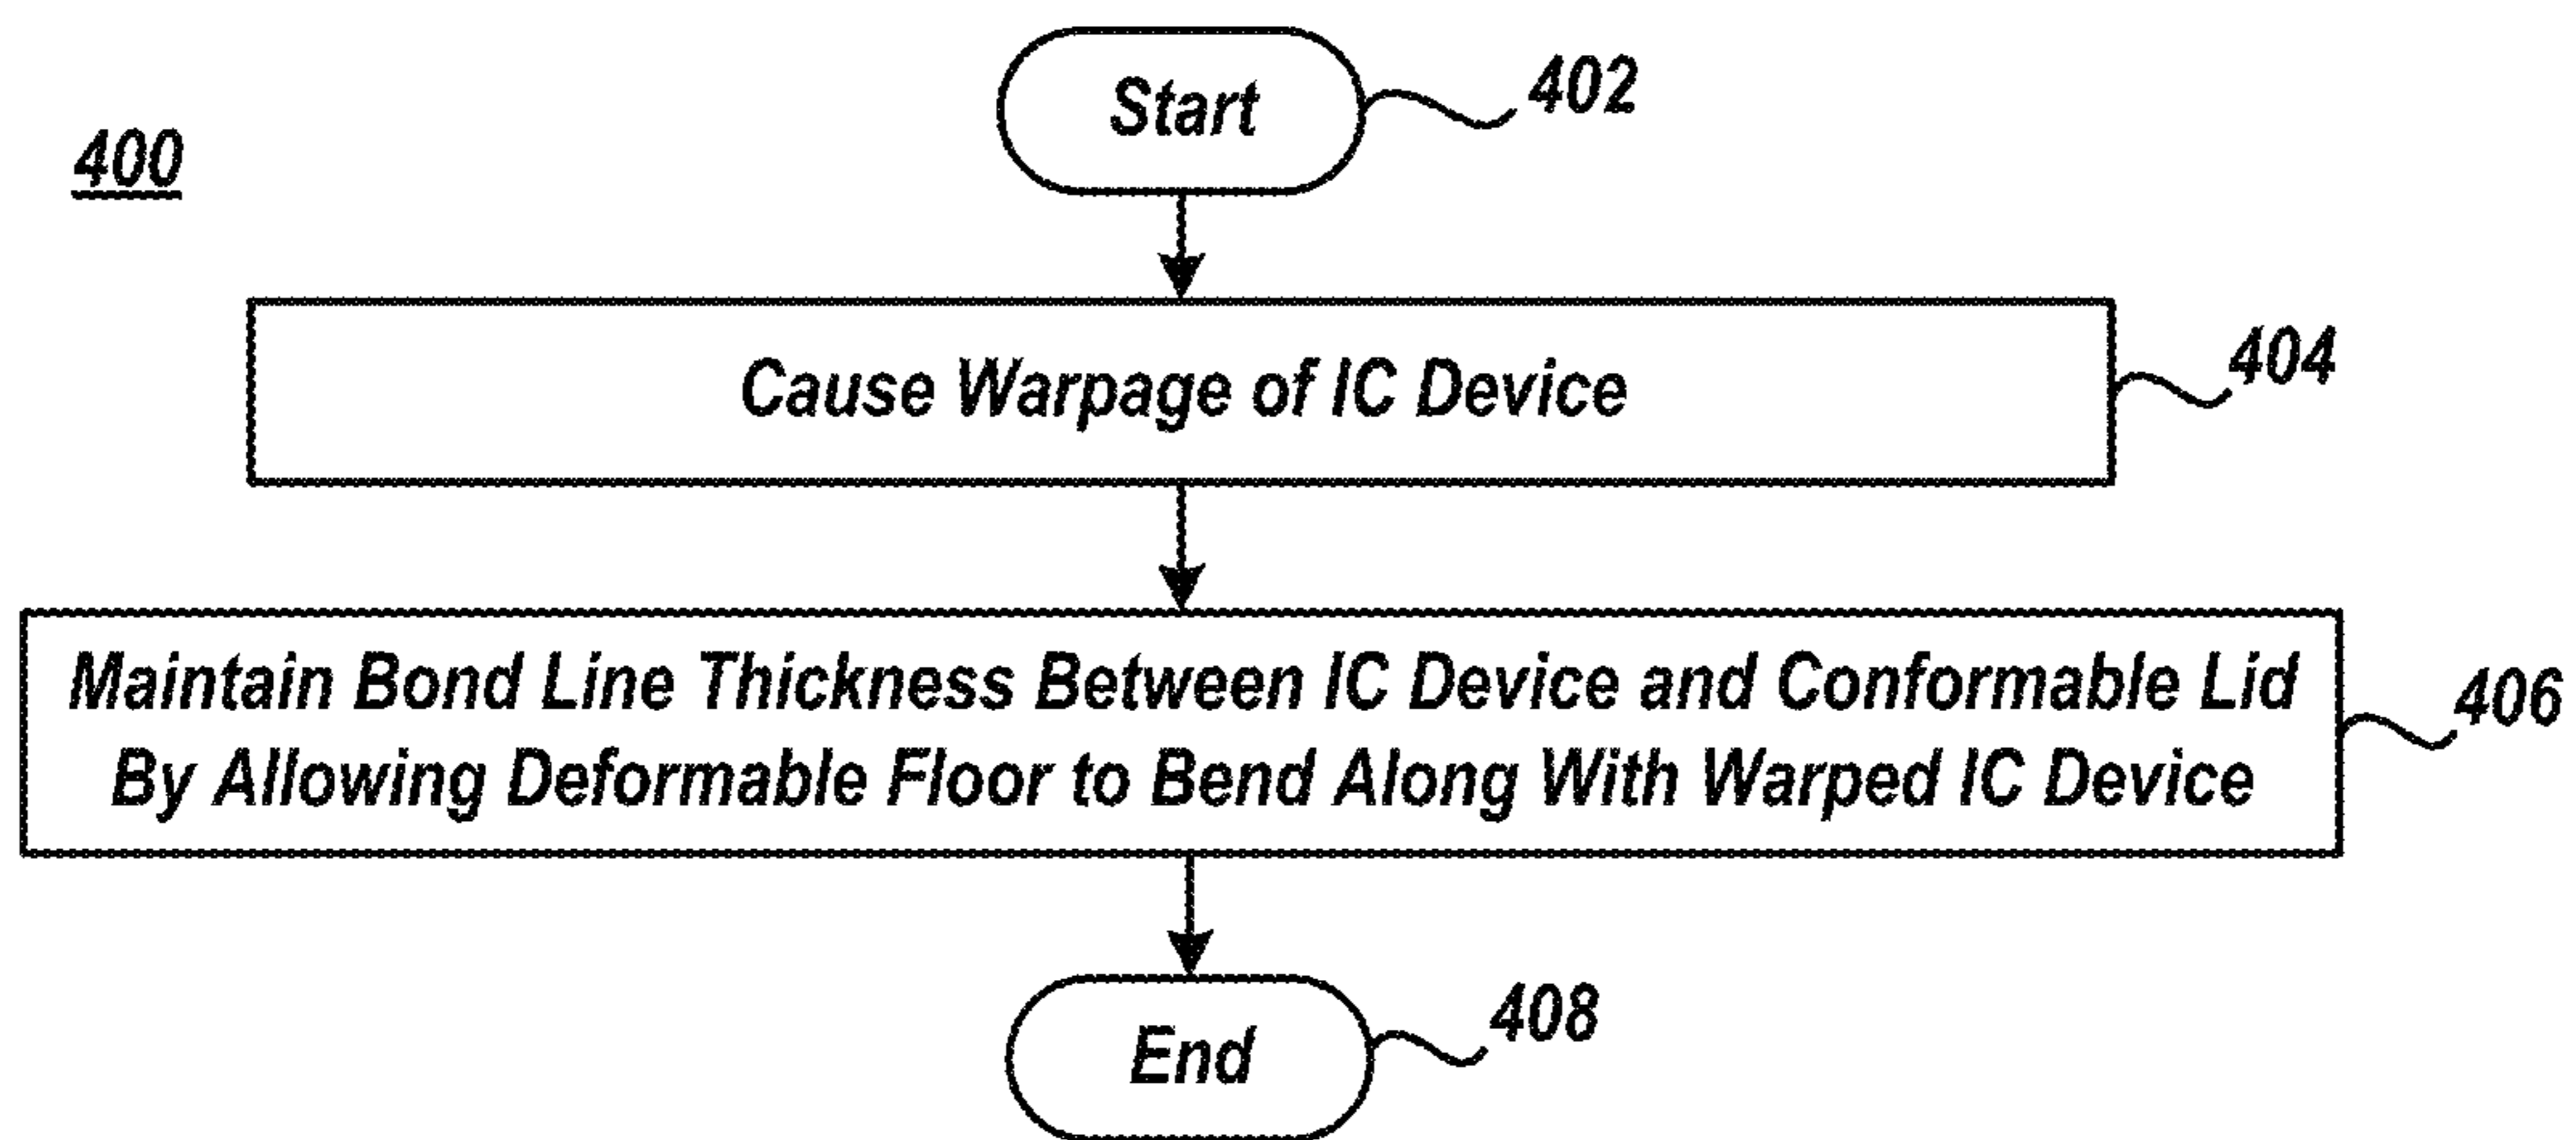 400
Start
402
Cause Warpage of IC Device
404
Maintain Bond Line Thickness Between IC Device and Conformable Lid
By Allowing Deformable Floor to Bend Along With Warped IC Device
406
End
408